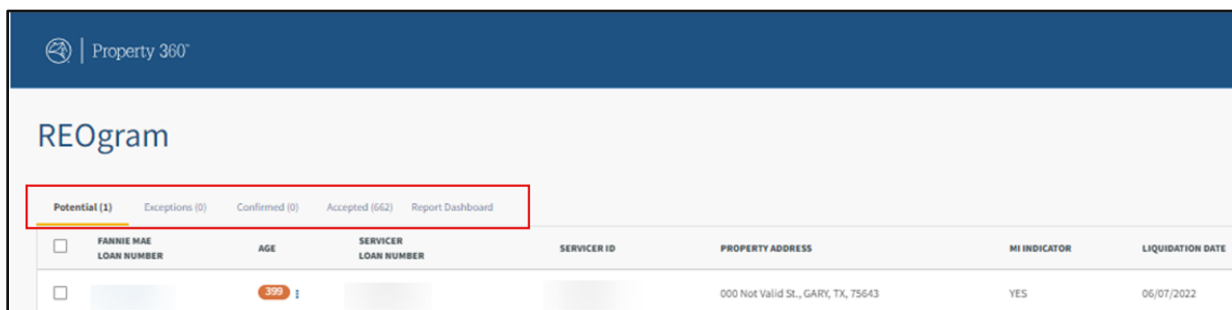 Property 360™
REOgram
Potential (1) Exceptions (0) Confirmed (0) Accepted (662) Report Dashboard
FANNIE MAE LOAN NUMBER AGE SERVICER LOAN NUMBER SERVICER ID PROPERTY ADDRESS MI INDICATOR LIQUIDATION DATE
399 000 Not Valid St., GARY, TX, 75643 YES 06/07/2022